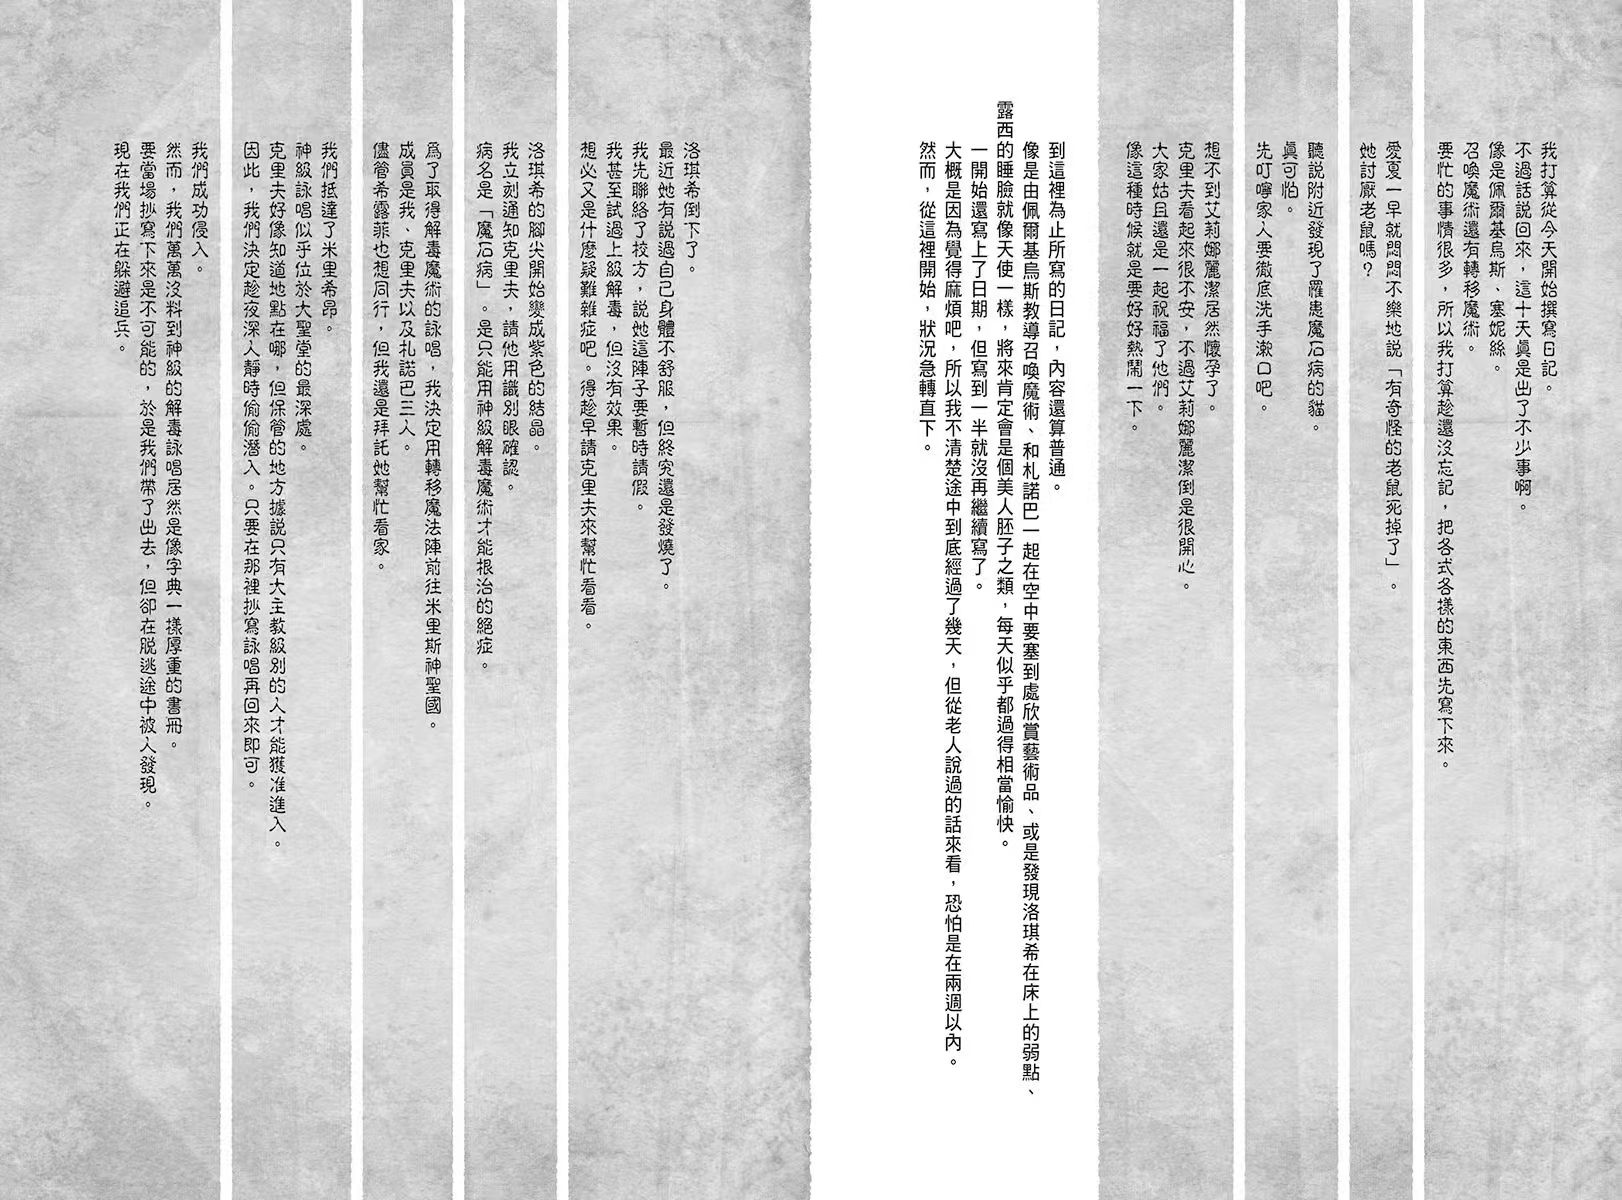 我打算從今天開始撰寫日記。
不過話說回來，這十天真是出了不少事啊。
像是佩爾基烏斯、塞妮絲。
召喚魔術還有轉移魔術。
要忙的事情很多，所以我打算趁還沒忘記，把各式各樣的東西先寫下來。
愛夏一早就悶悶不樂地說「有奇怪的老鼠死掉了」。
她討厭老鼠嗎？
聽說附近發現了罹患魔石病的貓。
真可怕。
先叮嚀家人要徹底洗手漱口吧。
想不到艾莉娜麗潔居然懷孕了。
克里夫看起來很不安，不過艾莉娜麗潔倒是很開心。
大家姑且還是一起祝福了他們。
像這種時候就是要好好熱鬧一下。
到這裡為止所寫的日記，內容還算普通。
像是由佩爾基烏斯教導召喚魔術、和札諾巴一起在空中要塞到處欣賞藝術品、或是發現洛琪希在床上的弱點、
露西的睡臉就像天使一樣，將來肯定會是個美人胚子之類，每天似乎都過得相當愉快。
一開始還寫上了日期，但寫到一半就沒再繼續寫了。
大概是因為覺得麻煩吧，所以我不清楚途中到底經過了幾天，但從老人說過的話來看，恐怕是在兩週以內。
然而，從這裡開始，狀況急轉直下。
洛琪希倒下了。
最近她有說過自己身體不舒服，但終究還是發燒了。
我先聯絡了校方，說她這陣子要暫時請假。
我甚至試過上級解毒，但沒有效果。
想必又是什麼疑難雜症吧。得趁早請克里夫來幫忙看看。
洛琪希的腳尖開始變成紫色的結晶。
我立刻通知克里夫，請他用識別眼確認。
病名是「魔石病」。是只能用神級解毒魔術才能根治的絕症。
為了取得解毒魔術的詠唱，我決定用轉移魔法陣前往米里斯神聖國。
成員是我、克里夫以及札諾巴三人。
儘管希露菲也想同行，但我還是拜託她幫忙看家。
我們抵達了米里希昂。
神級詠唱似乎位於大聖堂的最深處。
克里夫好像知道地點在哪，但保管的地方據說只有大主教級別的人才能獲准進入。
因此，我們決定趁夜深人靜時偷偷潛入。只要在那裡抄寫詠唱再回來即可。
我們成功侵入。
然而，我們萬萬沒料到神級的解毒詠唱居然是像字典一樣厚重的書冊。
要當場抄寫下來是不可能的，於是我們帶了出去，但卻在脫逃途中被人發現。
現在我們正在躲避追兵。